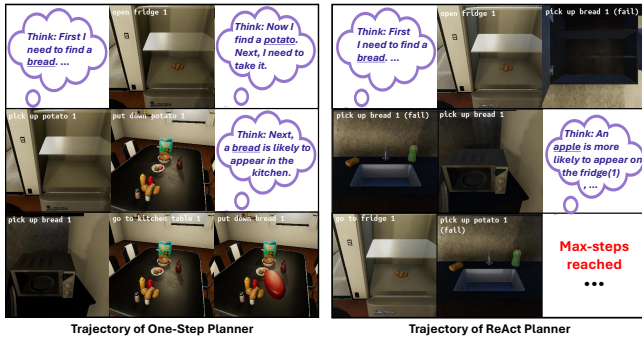 Think: First I
need to find a
bread. ...
open fridge 1
Think: Now I
find a potato.
Next, I need to
take it.
pick up potato 1
put down potato 1
Think: Next,
a bread is likely to
appear in the
kitchen.
pick up bread 1
go to kitchen table 1
put down bread 1
Trajectory of One-Step Planner
Think: First
I need to find a
bread. ...
open fridge 1
pick up bread 1 (fail)
pick up bread 1 (fail)
pick up bread 1
Think: An
apple is more
likely to appear on
the fridge(1)
, ...
go to fridge 1
pick up potato 1
(fail)
Max-steps
reached
...
Trajectory of ReAct Planner